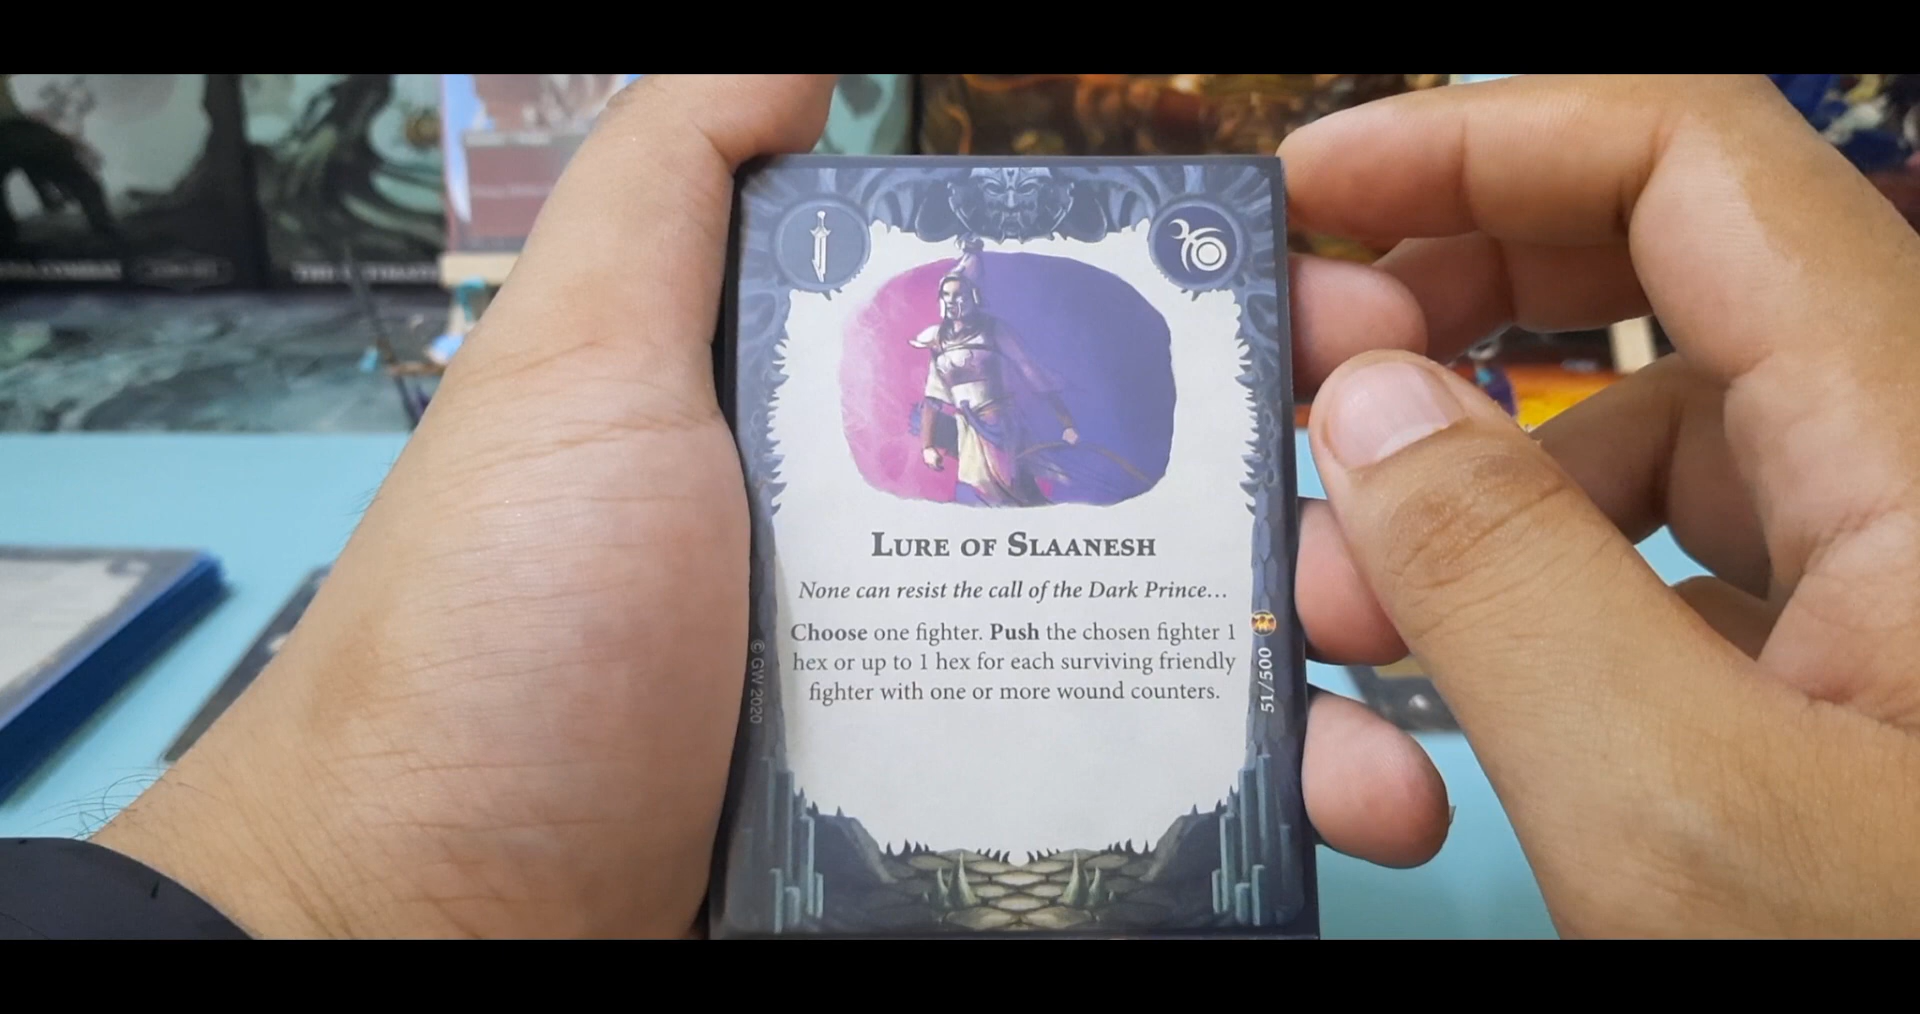 Lure of Slaanesh
None can resist the call of the Dark Prince...
Choose one fighter. Push the chosen fighter 1
hex or up to 1 hex for each surviving friendly
fighter with one or more wound counters.
© GW 2020
51/500